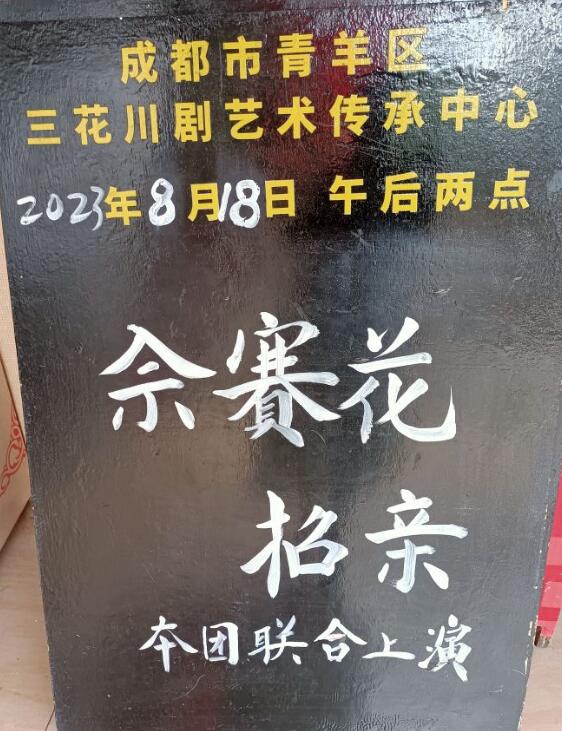 成都市青羊区
三花川剧艺术传承中心
2023年8月18日 午后两点
佘赛花
招亲
本团联合上演